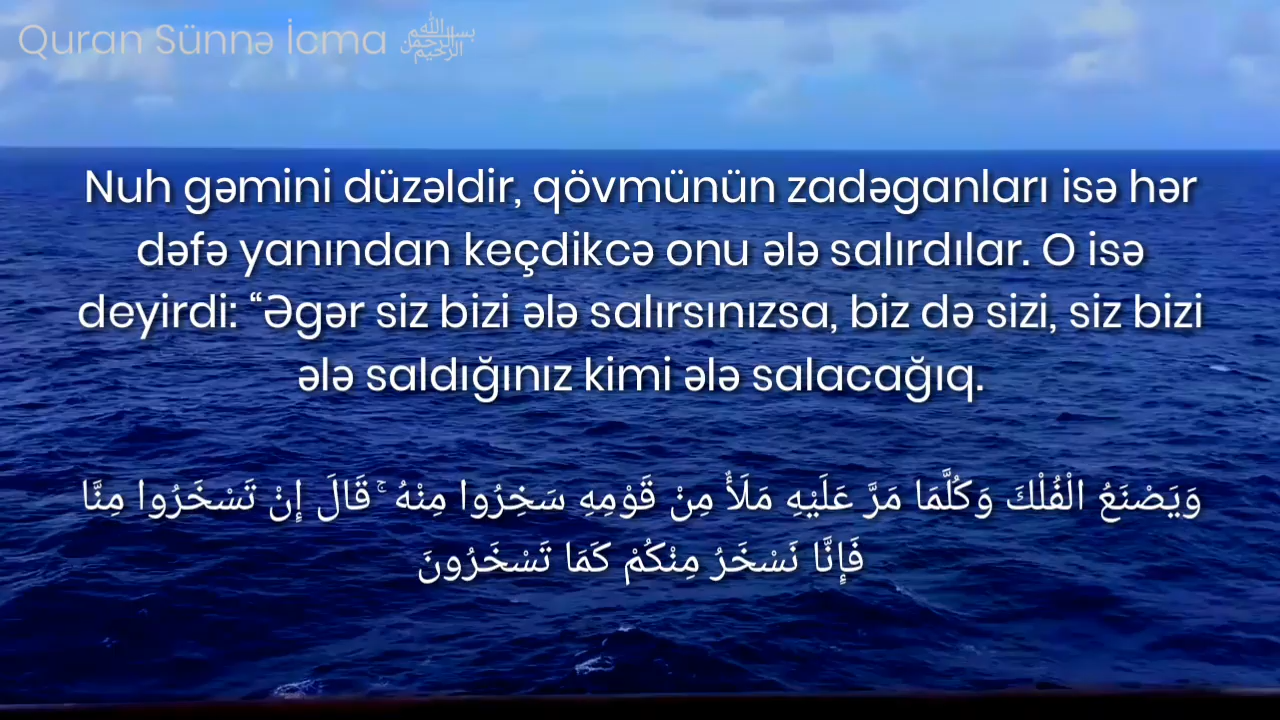 Quran Sünnə İcma ﷽
Nuh gəmini düzəldir, qövmünün zadəganları isə hər
dəfə yanından keçdikcə onu ələ salırdılar. O isə
deyirdi: “Əgər siz bizi ələ salırsınızsa, biz də sizi, siz bizi
ələ saldığınız kimi ələ salacağıq.
وَيَصْنَعُ الْفُلْكَ وَكُلَّمَا مَرَّ عَلَيْهِ مَلَأٌ مِنْ قَوْمِهِ سَخِرُوا مِنْهُ ۚ قَالَ إِنْ تَسْخَرُوا مِنَّا
فَإِنَّا نَسْخَرُ مِنْكُمْ كَمَا تَسْخَرُونَ